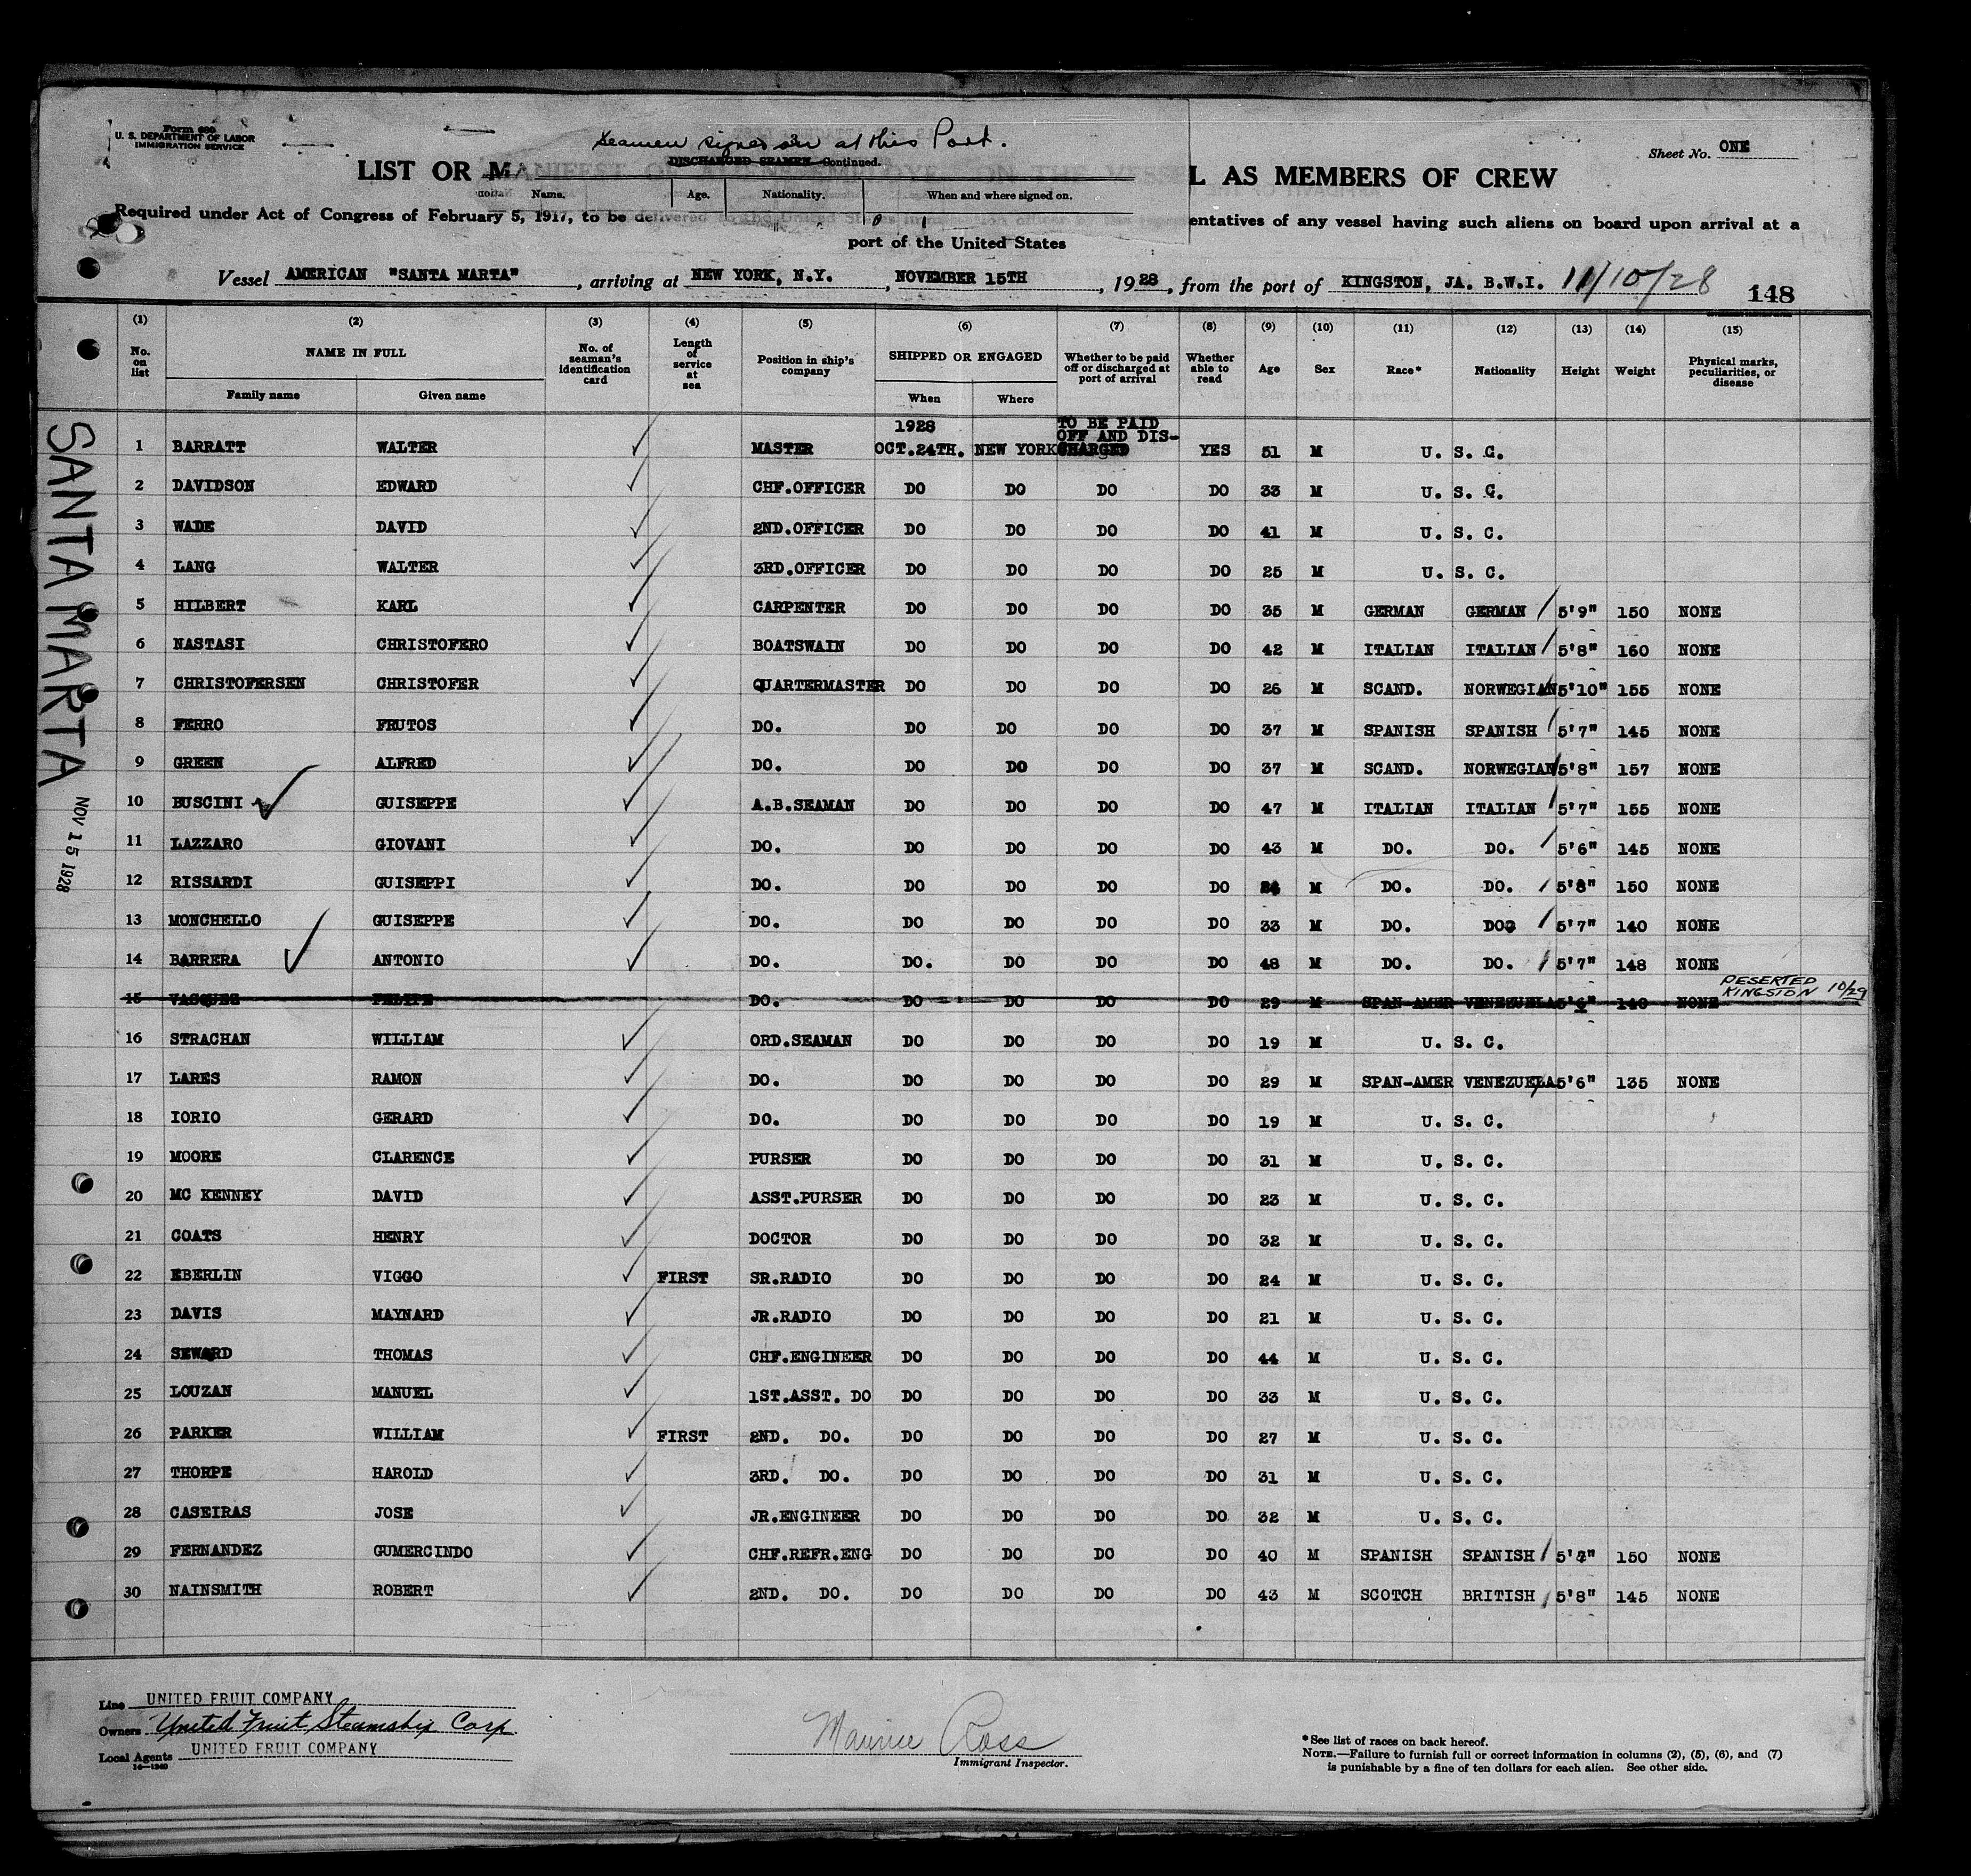 Form 680
U. S. DEPARTMENT OF LABOR
IMMIGRATION SERVICE
Seamen signed on at this Port.
DISCHARGED SEAMEN—Continued.
Sheet No. ONE
LIST OR MANIFEST OF ALIENS EMPLOYED ON THE VESSEL AS MEMBERS OF CREW
Name. Age. Nationality. When and where signed on.
Required under Act of Congress of February 5, 1917, to be delivered entatives of any vessel having such aliens on board upon arrival at a
port of the United States
Vessel AMERICAN "SANTA MARTA", arriving at NEW YORK, N.Y., NOVEMBER 15TH, 1928, from the port of KINGSTON, JA. B.W.I. 11/10/28 148
(1) (2) (3) (4) (5) (6) (7) (8) (9) (10) (11) (12) (13) (14) (15)
No. on list NAME IN FULL Family name Given name No. of seaman's identification card Length of service at sea Position in ship's company SHIPPED OR ENGAGED When Where Whether to be paid off or discharged at port of arrival Whether able to read Age Sex Race* Nationality Height Weight Physical marks, peculiarities, or disease
1 BARRATT WALTER MASTER 1928 OCT.24TH. NEW YORK TO BE PAID OFF AND DISCHARGED YES 51 M U. S. C.
2 DAVIDSON EDWARD CHF.OFFICER DO DO DO DO 33 M U. S. C.
3 WADE DAVID 2ND.OFFICER DO DO DO DO 41 M U. S. C.
4 LANG WALTER 3RD.OFFICER DO DO DO DO 25 M U. S. C.
5 HILBERT KARL CARPENTER DO DO DO DO 35 M GERMAN GERMAN 5'9" 150 NONE
6 NASTASI CHRISTOFERO BOATSWAIN DO DO DO DO 42 M ITALIAN ITALIAN 5'8" 160 NONE
7 CHRISTOFERSEN CHRISTOFER QUARTERMASTER DO DO DO DO 26 M SCAND. NORWEGIAN 5'10" 155 NONE
8 FERRO FRUTOS DO. DO DO DO DO 37 M SPANISH SPANISH 5'7" 145 NONE
9 GREEN ALFRED DO. DO DO DO DO 37 M SCAND. NORWEGIAN 5'8" 157 NONE
10 BUSCINI GUISEPPE A.B.SEAMAN DO DO DO DO 47 M ITALIAN ITALIAN 5'7" 155 NONE
11 LAZZARO GIOVANI DO. DO DO DO DO 43 M DO. DO. 5'6" 145 NONE
12 RISSARDI GUISEPPI DO. DO DO DO DO M DO. DO. 5'8" 150 NONE
13 MONCHELLO GUISEPPE DO. DO DO DO DO 33 M DO. DO 5'7" 140 NONE
14 BARRERA ANTONIO DO. DO. DO DO DO 48 M DO. DO. 5'7" 148 NONE
15 VASQUEZ FELIPE DO. DO DO DO DO 29 M SPAN-AMER VENEZUELA 5'6" 140 NONE DESERTED KINGSTON 10/29
16 STRACHAN WILLIAM ORD.SEAMAN DO DO DO DO 19 M U. S. C.
17 LARES RAMON DO. DO DO DO DO 29 M SPAN-AMER VENEZUELA 5'6" 135 NONE
18 IORIO GERARD DO. DO DO DO DO 19 M U. S. C.
19 MOORE CLARENCE PURSER DO DO DO DO 31 M U. S. C.
20 MC KENNEY DAVID ASST.PURSER DO DO DO DO 23 M U. S. C.
21 COATS HENRY DOCTOR DO DO DO DO 32 M U. S. C.
22 EBERLIN VIGGO FIRST SR.RADIO DO DO DO DO 24 M U. S. C.
23 DAVIS MAYNARD JR.RADIO DO DO DO DO 21 M U. S. C.
24 SEWARD THOMAS CHF.ENGINEER DO DO DO DO 44 M U. S. C.
25 LOUZAN MANUEL 1ST.ASST. DO DO DO DO DO 33 M U. S. C.
26 PARKER WILLIAM FIRST 2ND. DO. DO DO DO DO 27 M U. S. C.
27 THORPE HAROLD 3RD. DO. DO DO DO DO 31 M U. S. C.
28 CASEIRAS JOSE JR.ENGINEER DO DO DO DO 32 M U. S. C.
29 FERNANDEZ GUMERCINDO CHF.REFR.ENG DO DO DO DO 40 M SPANISH SPANISH 150 NONE
30 NAINSMITH ROBERT 2ND. DO. DO DO DO DO 43 M SCOTCH BRITISH 5'8" 145 NONE
SANTA MARTA
NOV 15 1928
Line UNITED FRUIT COMPANY
Owners United Fruit Steamship Corp.
Local Agents UNITED FRUIT COMPANY
Maurice Ross
Immigrant Inspector.
*See list of races on back hereof.
NOTE.—Failure to furnish full or correct information in columns (2), (5), (6), and (7)
is punishable by a fine of ten dollars for each alien. See other side.